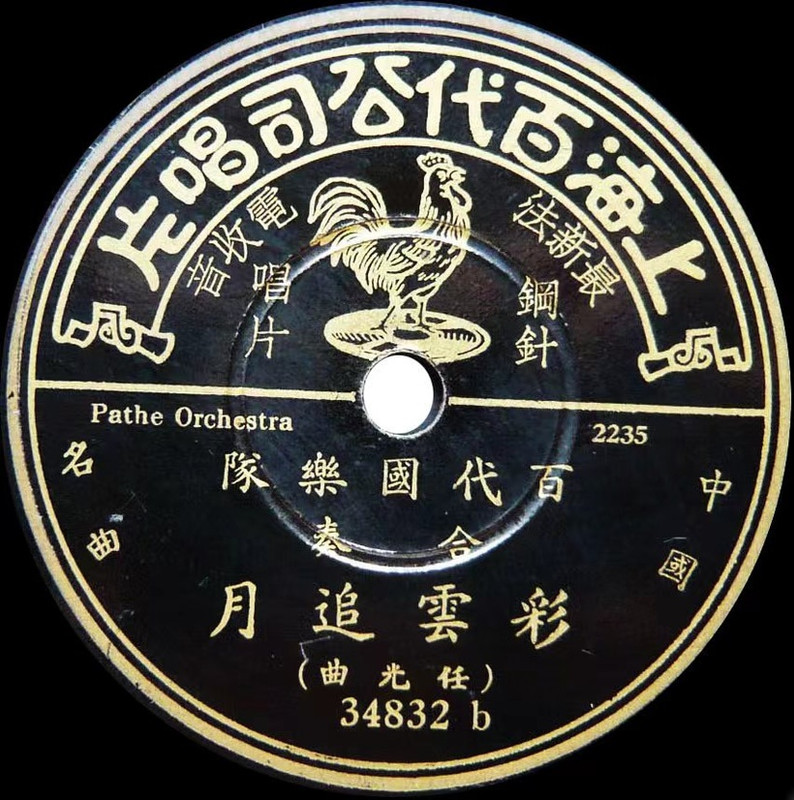 上海百代公司唱片
最新法
電收音
鋼針
唱片
Pathe Orchestra
2235
中國
名曲
百代國樂隊
合奏
彩雲追月
(任光曲)
34832 b